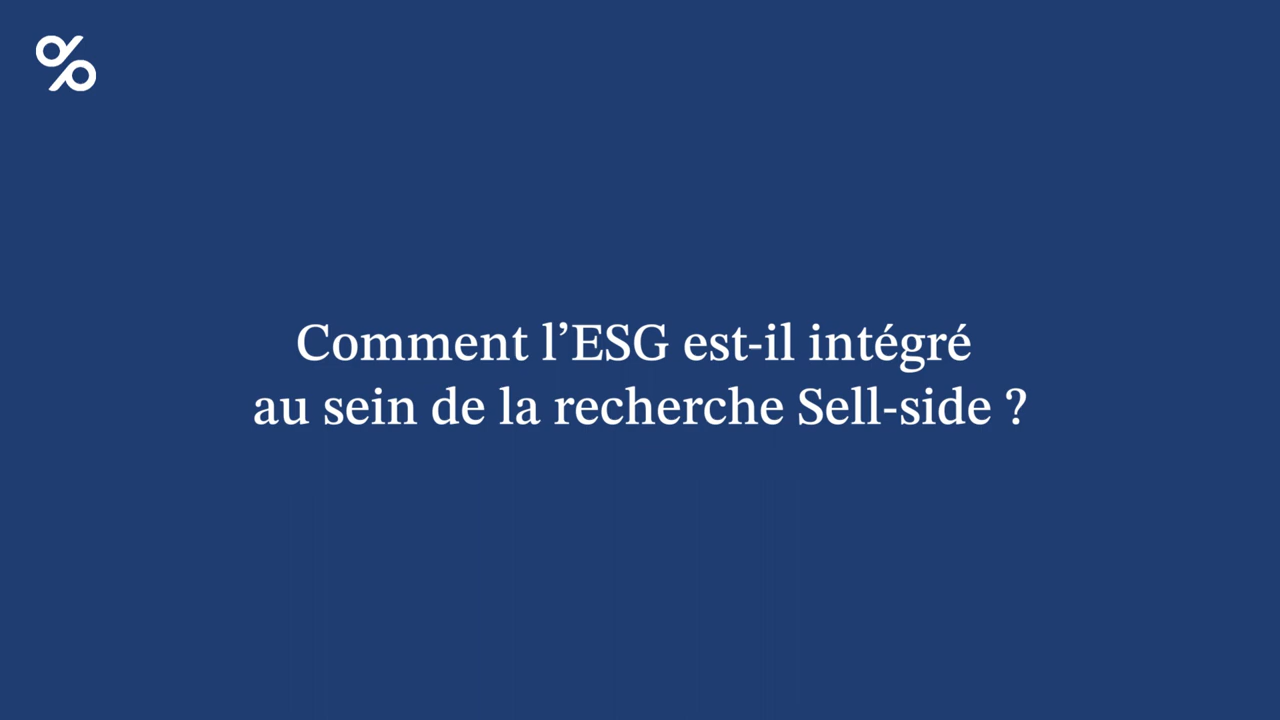 Comment l’ESG est-il intégré
au sein de la recherche Sell-side ?